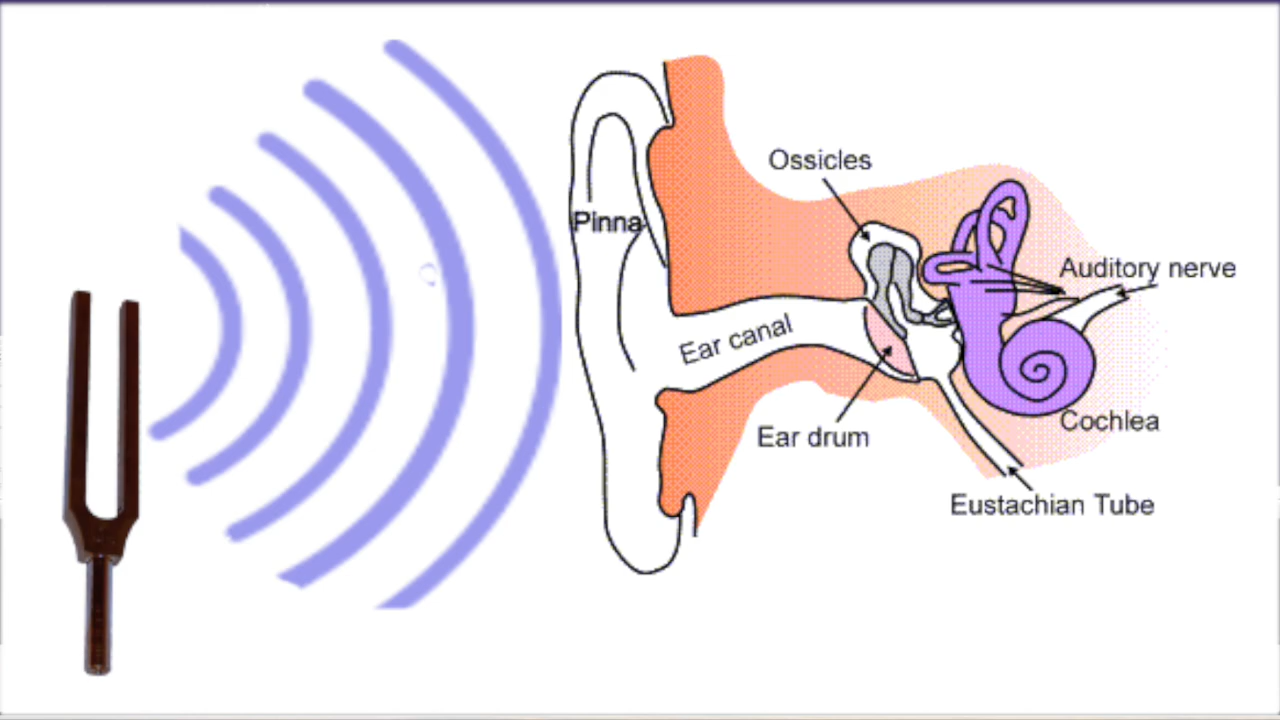 Ossicles
Pinna
Auditory nerve
Ear canal
Cochlea
Ear drum
Eustachian Tube